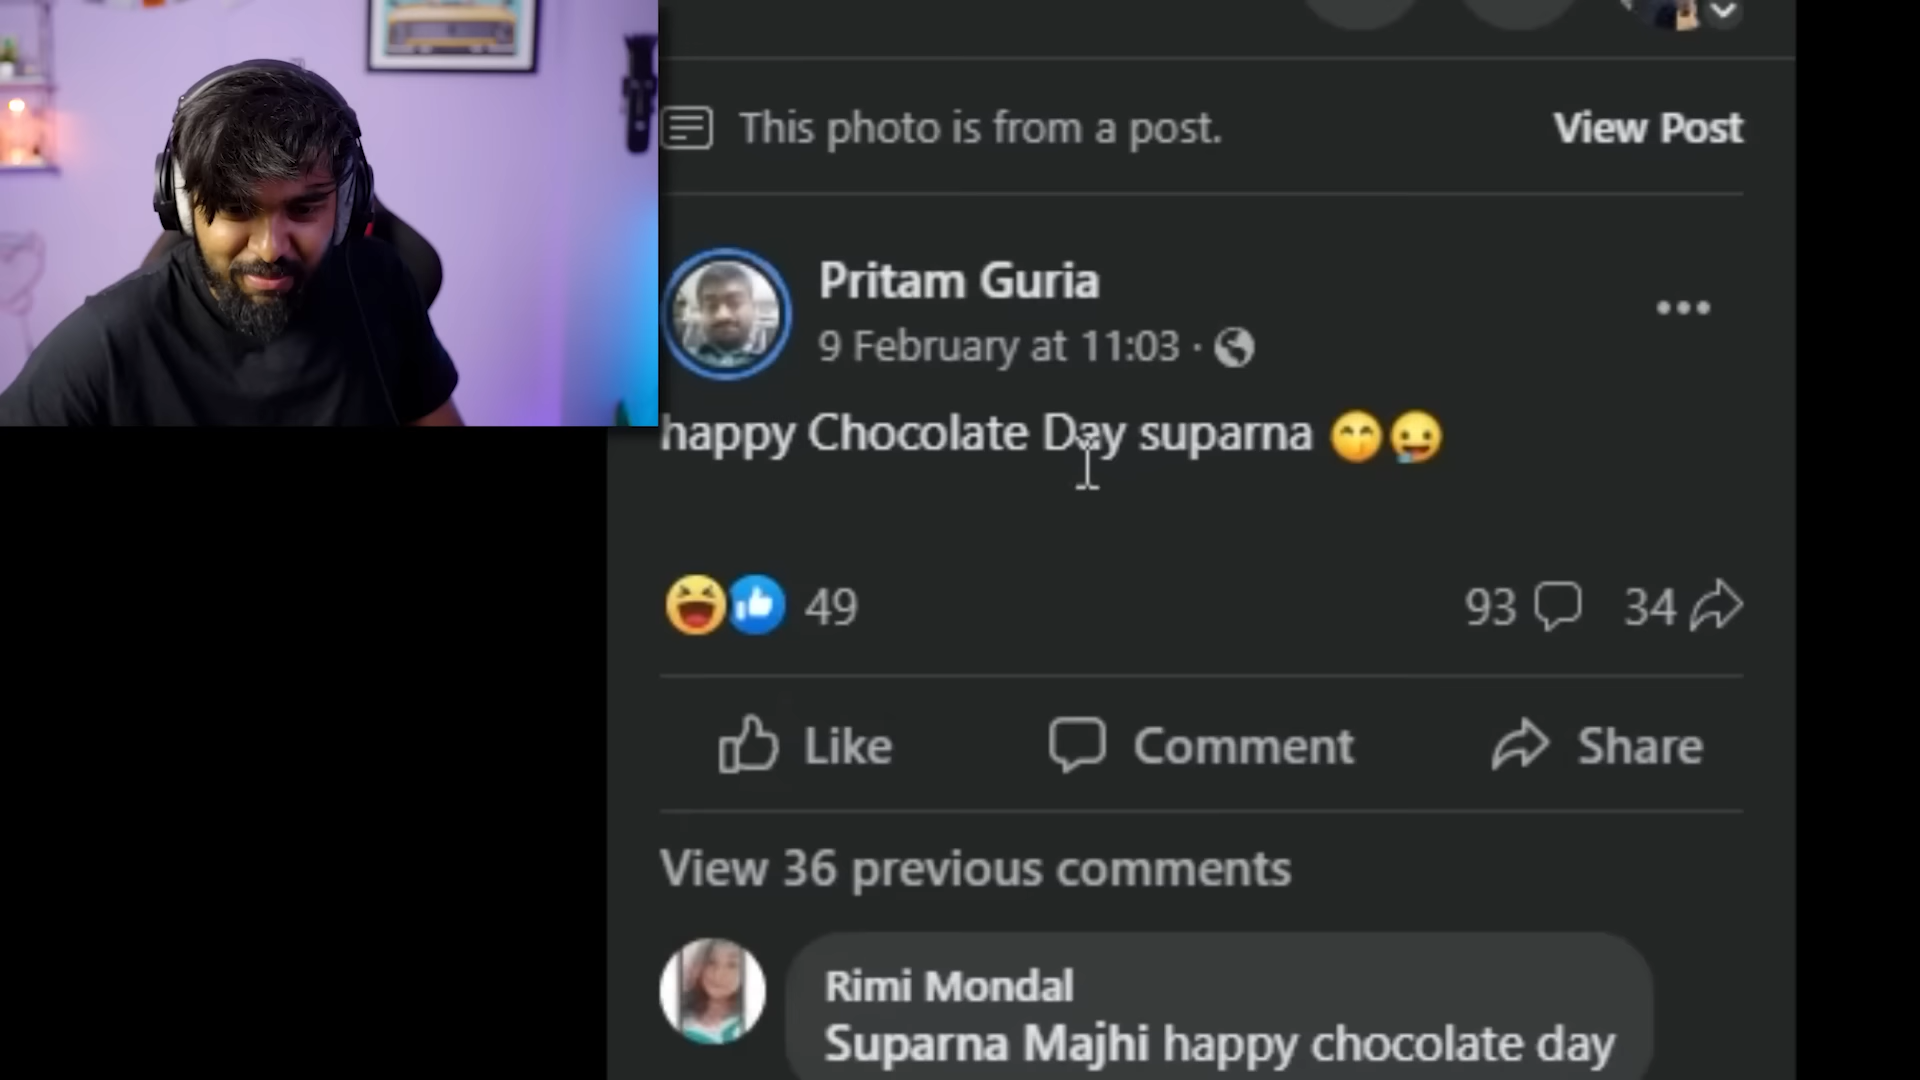 This photo is from a post.
View Post
Pritam Guria
9 February at 11:03 ·
happy Chocolate Day suparna 😁🤤
49
93
34
Like
Comment
Share
View 36 previous comments
Rimi Mondal
Suparna Majhi happy chocolate day